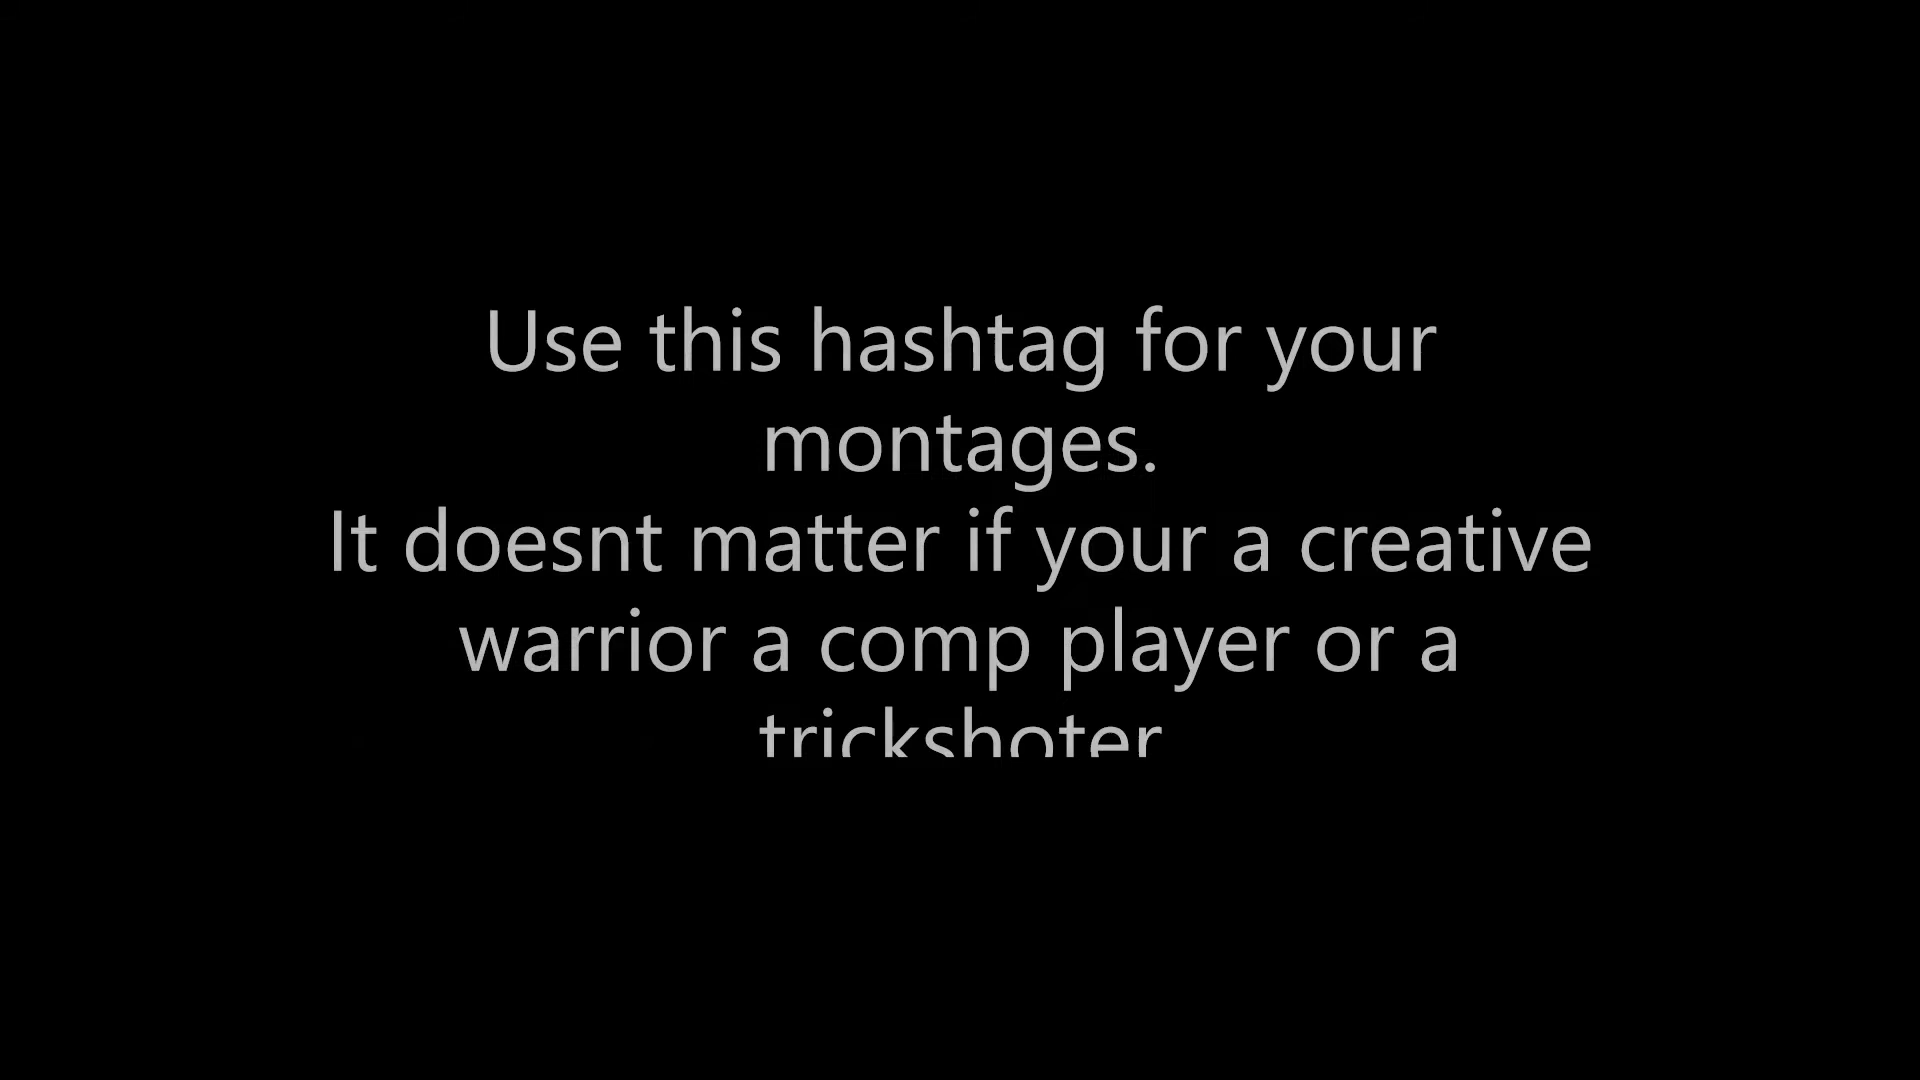 Use this hashtag for your
montages.
It doesnt matter if your a creative
warrior a comp player or a
trickshoter